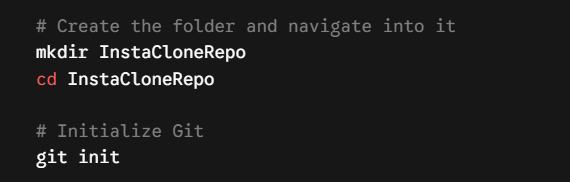 # Create the folder and navigate into it
mkdir InstaCloneRepo
cd InstaCloneRepo
# Initialize Git
git init